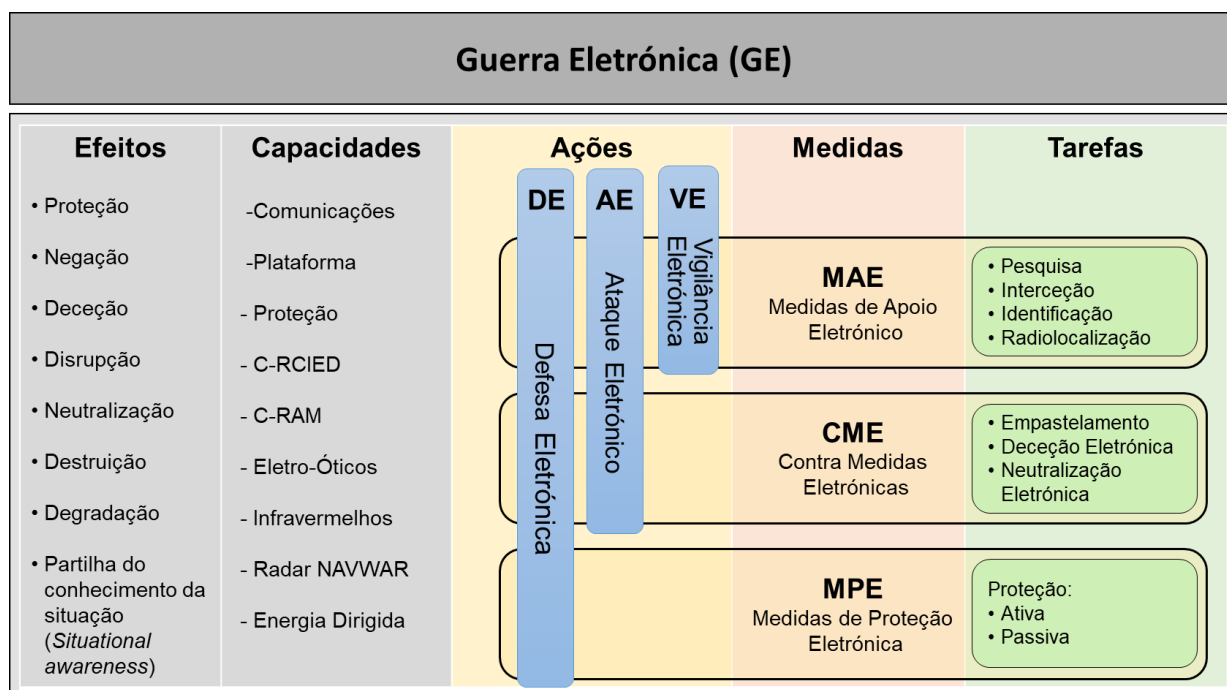 Guerra Eletrónica (GE)
Efeitos
• Proteção
• Negação
• Deceção
• Disrupção
• Neutralização
• Destruição
• Degradação
• Partilha do
conhecimento da
situação
(Situational
awareness)
Capacidades
-Comunicações
-Plataforma
- Proteção
- C-RCIED
- C-RAM
- Eletro-Óticos
- Infravermelhos
- Radar NAVWAR
- Energia Dirigida
Ações
DE
Defesa Eletrónica
AE
Ataque Eletrónico
VE
Vigilância
Eletrónica
Medidas
MAE
Medidas de Apoio
Eletrónico
CME
Contra Medidas
Eletrónicas
MPE
Medidas de Proteção
Eletrónica
Tarefas
• Pesquisa
• Interceção
• Identificação
• Radiolocalização
• Empastelamento
• Deceção Eletrónica
• Neutralização
Eletrónica
Proteção:
• Ativa
• Passiva